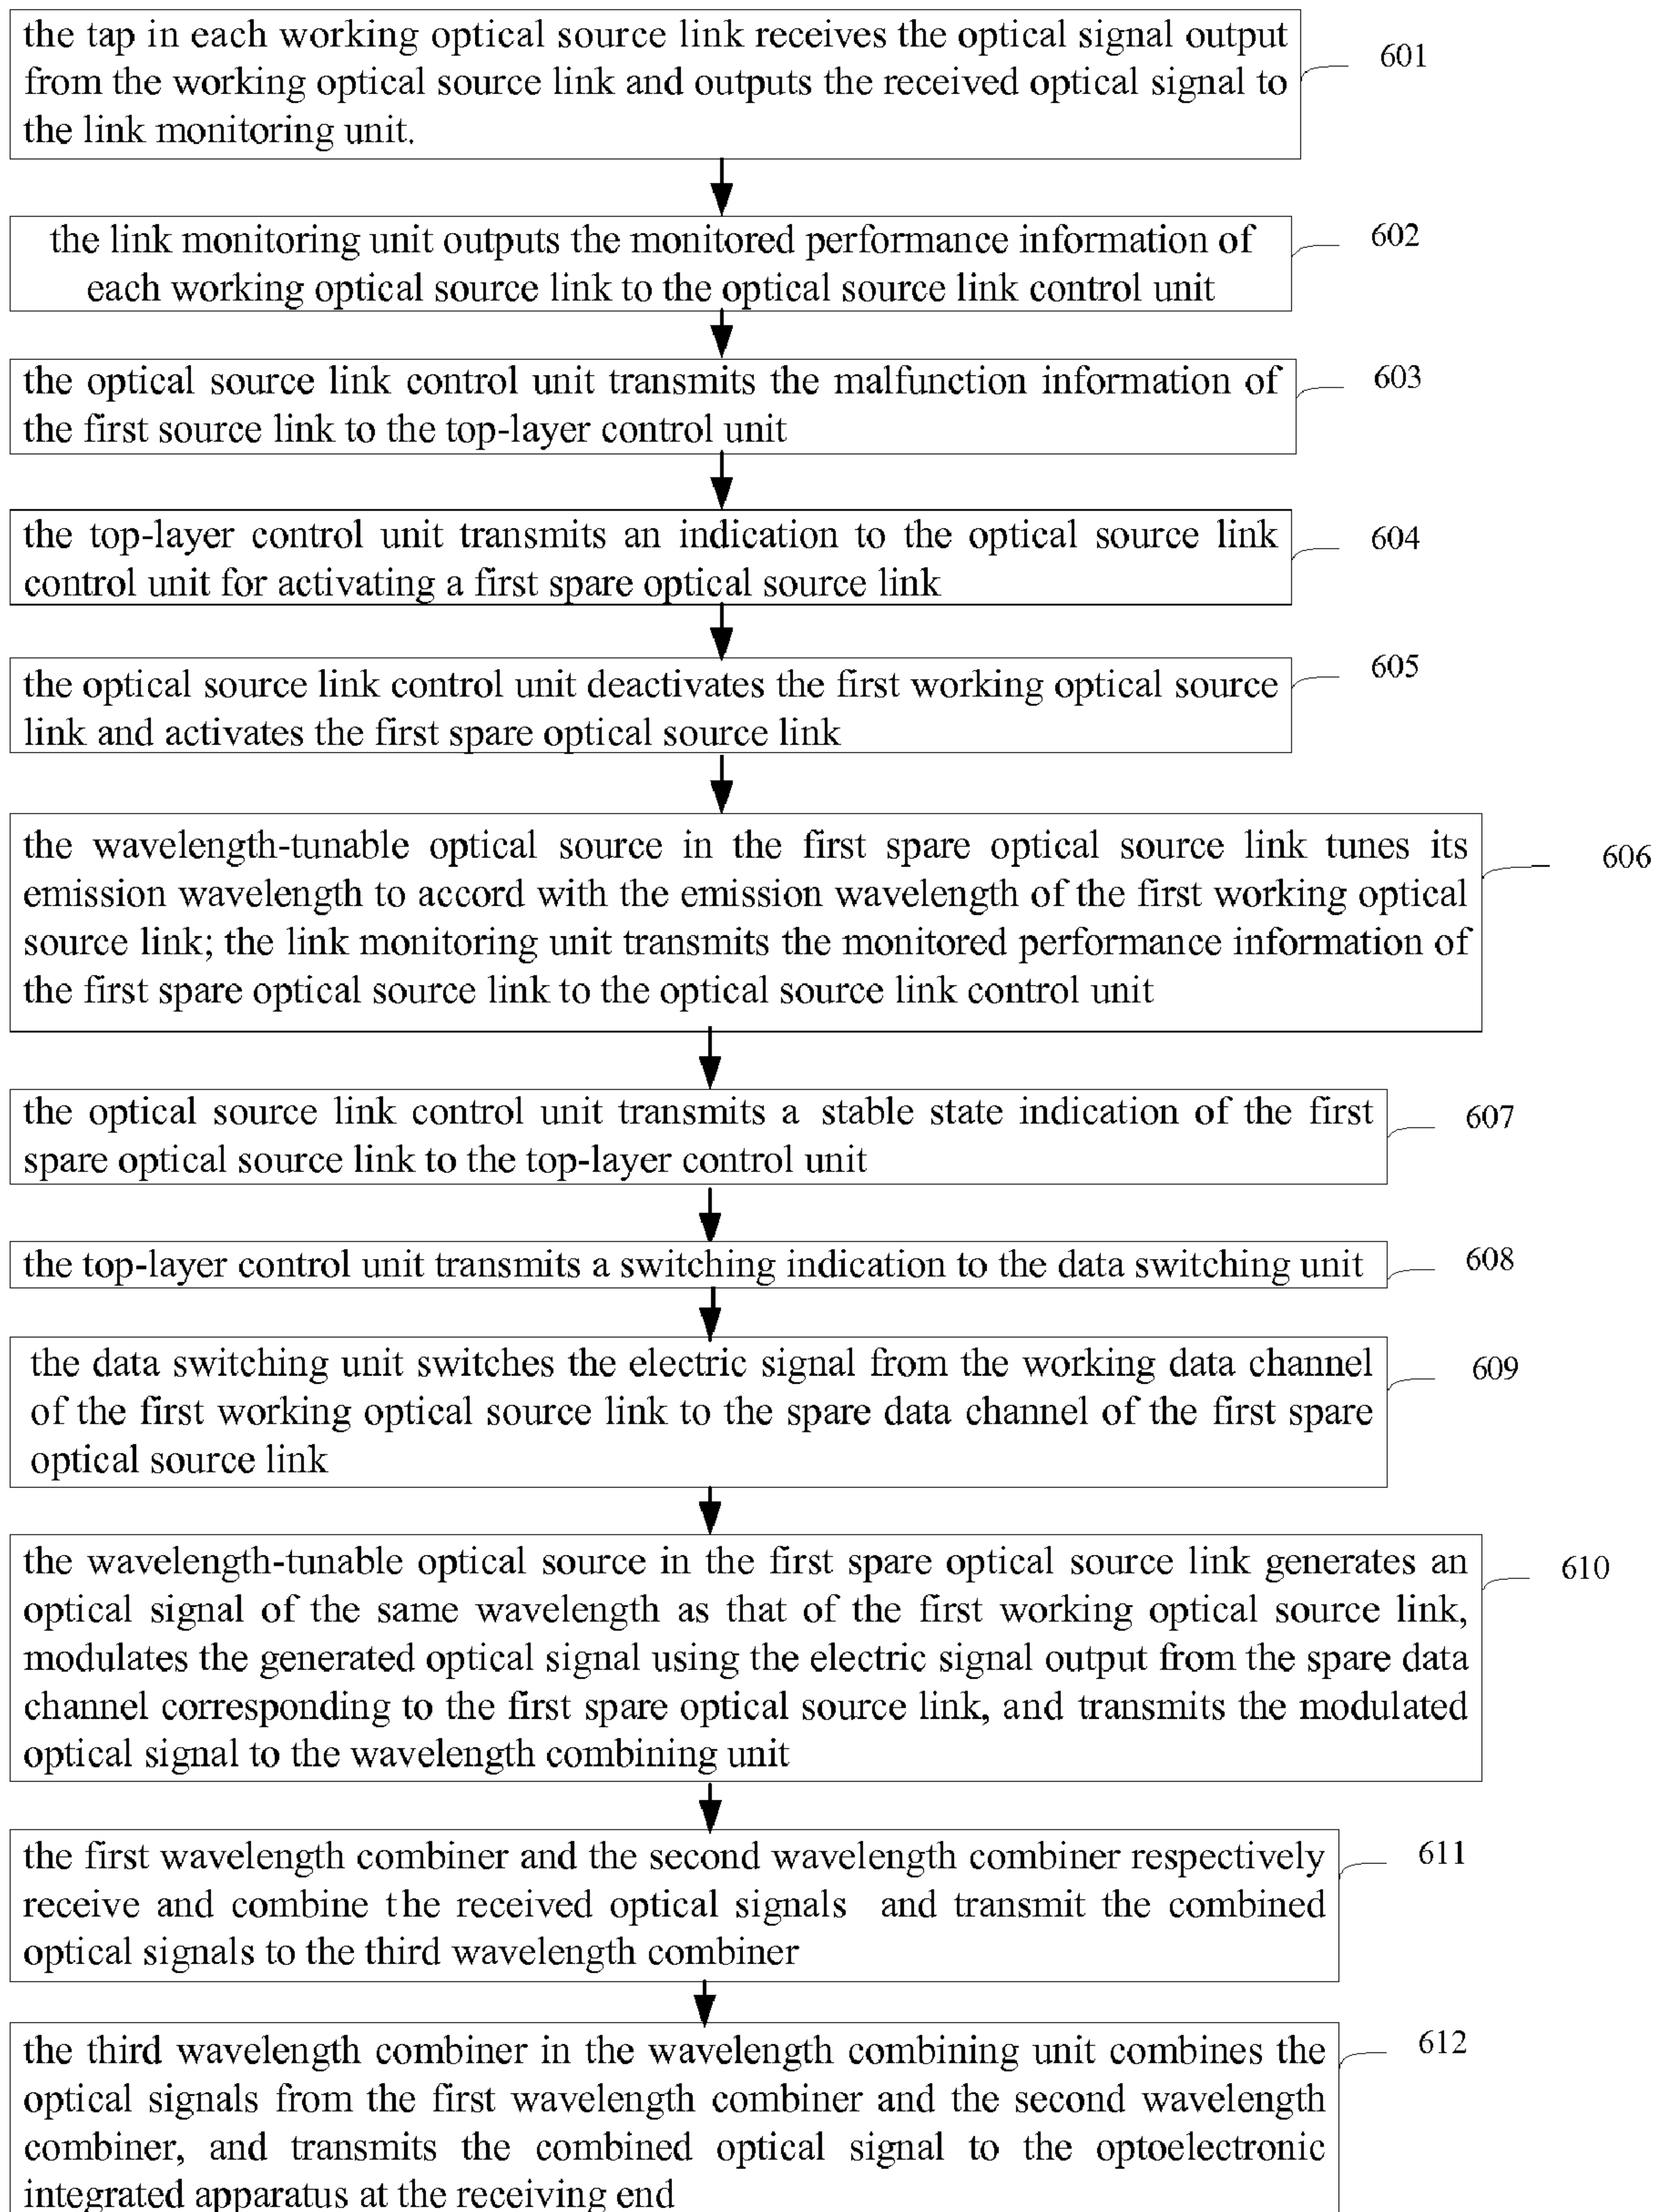 the tap in each working optical source link receives the optical signal output
from the working optical source link and outputs the received optical signal to
the link monitoring unit.
601
the link monitoring unit outputs the monitored performance information of
each working optical source link to the optical source link control unit
602
the optical source link control unit transmits the malfunction information of
the first source link to the top-layer control unit
603
the top-layer control unit transmits an indication to the optical source link
control unit for activating a first spare optical source link
604
the optical source link control unit deactivates the first working optical source
link and activates the first spare optical source link
605
the wavelength-tunable optical source in the first spare optical source link tunes its
emission wavelength to accord with the emission wavelength of the first working optical
source link; the link monitoring unit transmits the monitored performance information of
the first spare optical source link to the optical source link control unit
606
the optical source link control unit transmits a stable state indication of the first
spare optical source link to the top-layer control unit
607
the top-layer control unit transmits a switching indication to the data switching unit
608
the data switching unit switches the electric signal from the working data channel
of the first working optical source link to the spare data channel of the first spare
optical source link
609
the wavelength-tunable optical source in the first spare optical source link generates an
optical signal of the same wavelength as that of the first working optical source link,
modulates the generated optical signal using the electric signal output from the spare data
channel corresponding to the first spare optical source link, and transmits the modulated
optical signal to the wavelength combining unit
610
the first wavelength combiner and the second wavelength combiner respectively
receive and combine the received optical signals and transmit the combined
optical signals to the third wavelength combiner
611
the third wavelength combiner in the wavelength combining unit combines the
optical signals from the first wavelength combiner and the second wavelength
combiner, and transmits the combined optical signal to the optoelectronic
integrated apparatus at the receiving end
612